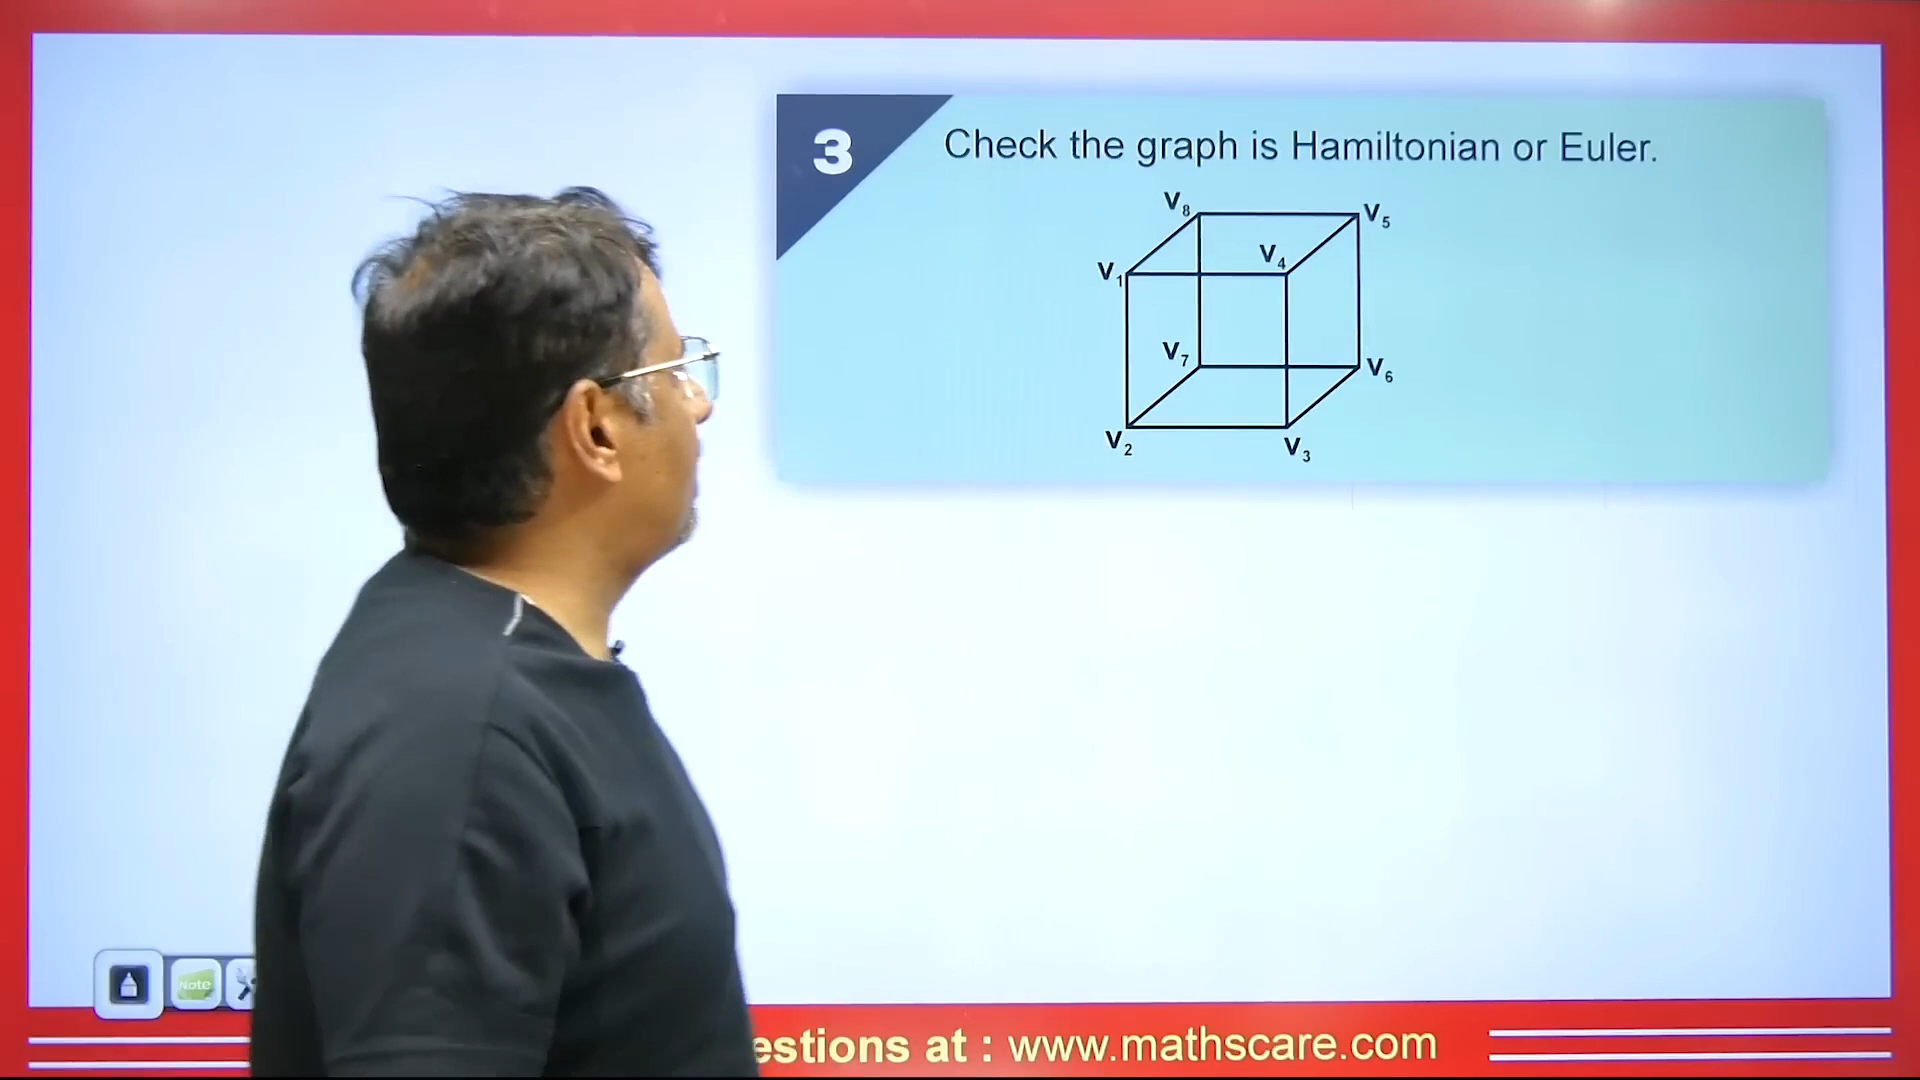 3
Check the graph is Hamiltonian or Euler.
V8
V5
V4
V1
V7
V6
V2
V3
Note
estions at : www.mathscare.com